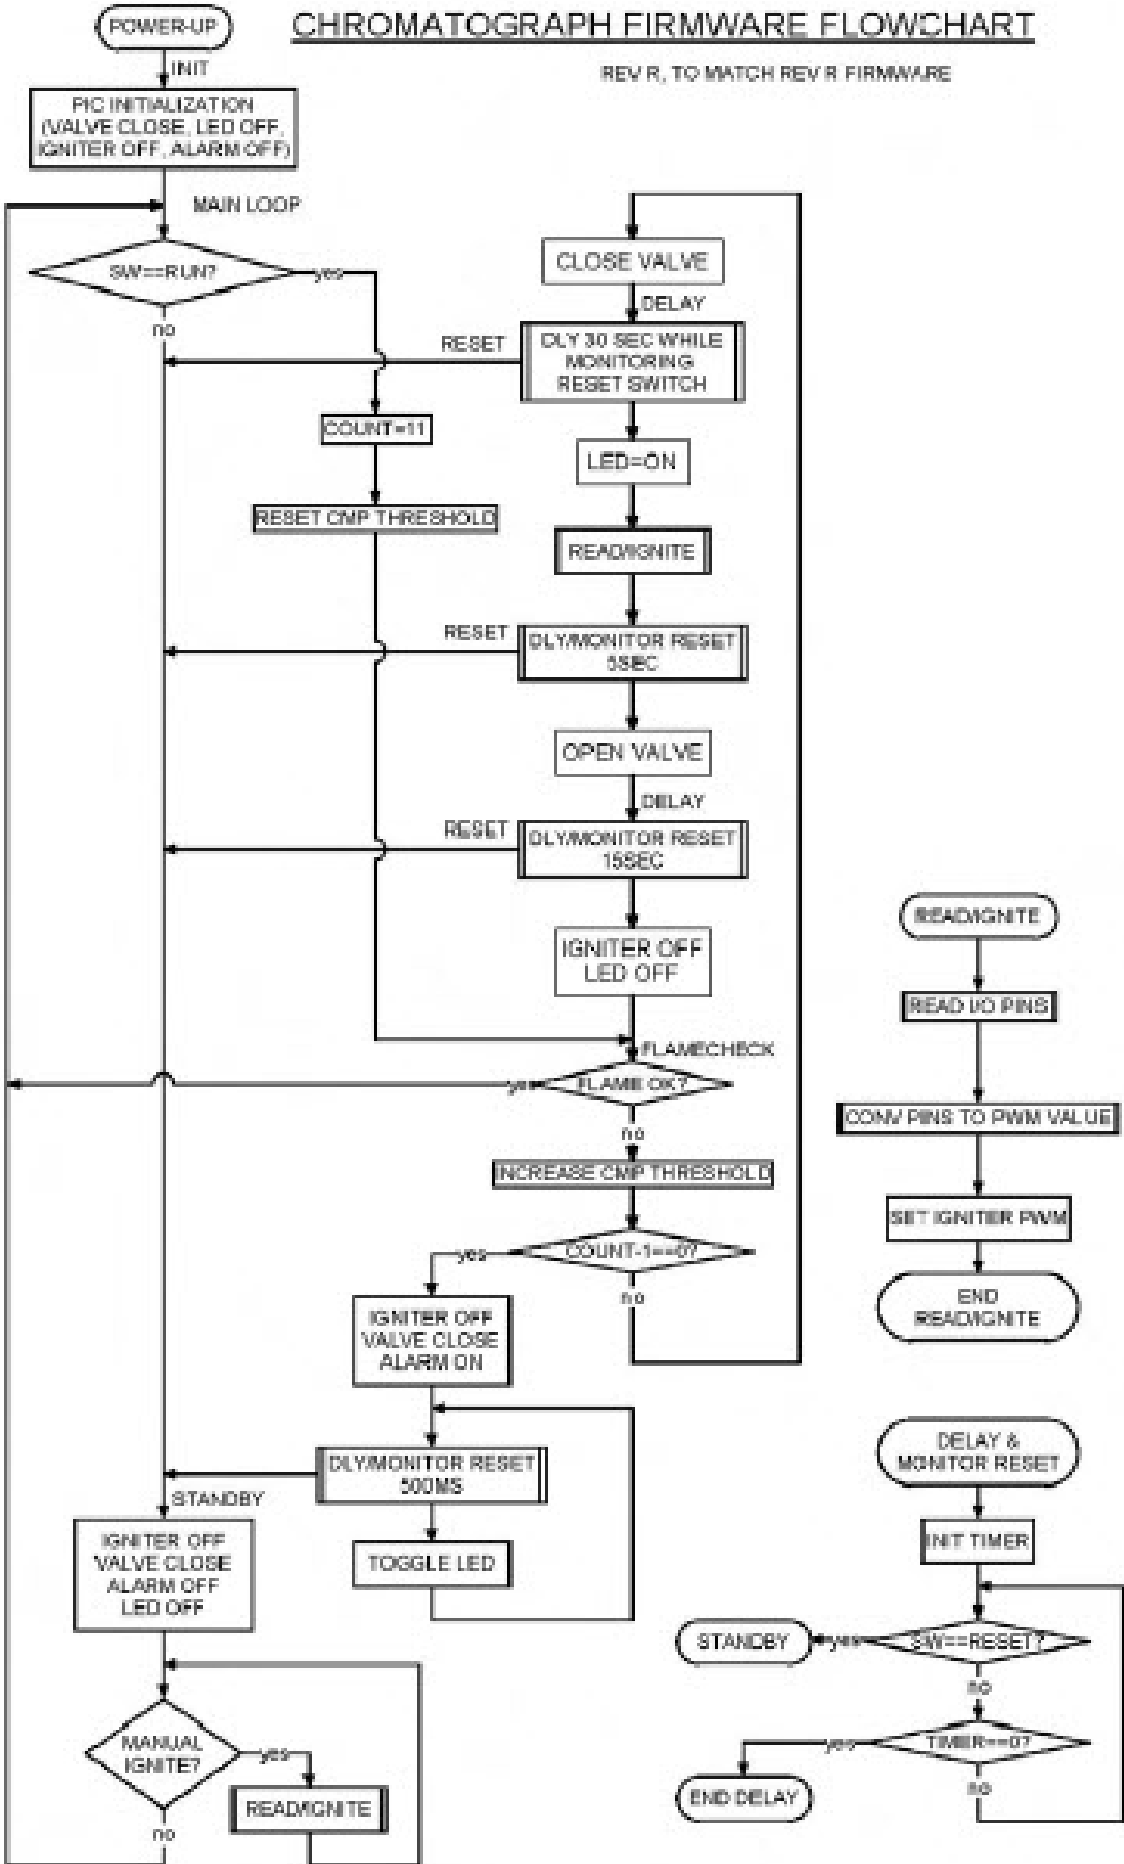 CHROMATOGRAPH FIRMWARE FLOWCHART
REV R, TO MATCH REV R FIRMWARE
POWER-UP
INIT
PIC INITIALIZATION
(VALVE CLOSE, LED OFF,
IGNITER OFF, ALARM OFF)
MAIN LOOP
SW==RUN?
yes
no
COUNT=11
RESET CMP THRESHOLD
CLOSE VALVE
DELAY
DLY 30 SEC WHILE
MONITORING
RESET SWITCH
RESET
LED=ON
READ/IGNITE
DLY/MONITOR RESET
5SEC
RESET
OPEN VALVE
DELAY
DLY/MONITOR RESET
15SEC
RESET
IGNITER OFF
LED OFF
FLAMECHECK
FLAME OK?
yes
no
INCREASE CMP THRESHOLD
COUNT-1==0?
yes
no
IGNITER OFF
VALVE CLOSE
ALARM ON
DLY/MONITOR RESET
500MS
TOGGLE LED
STANDBY
IGNITER OFF
VALVE CLOSE
ALARM OFF
LED OFF
MANUAL
IGNITE?
yes
READ/IGNITE
no
READ/IGNITE
READ I/O PINS
CONV PINS TO PWM VALUE
SET IGNITER PWM
END
READ/IGNITE
DELAY &
MONITOR RESET
INIT TIMER
SW==RESET?
yes
STANDBY
no
TIMER==0?
yes
END DELAY
no